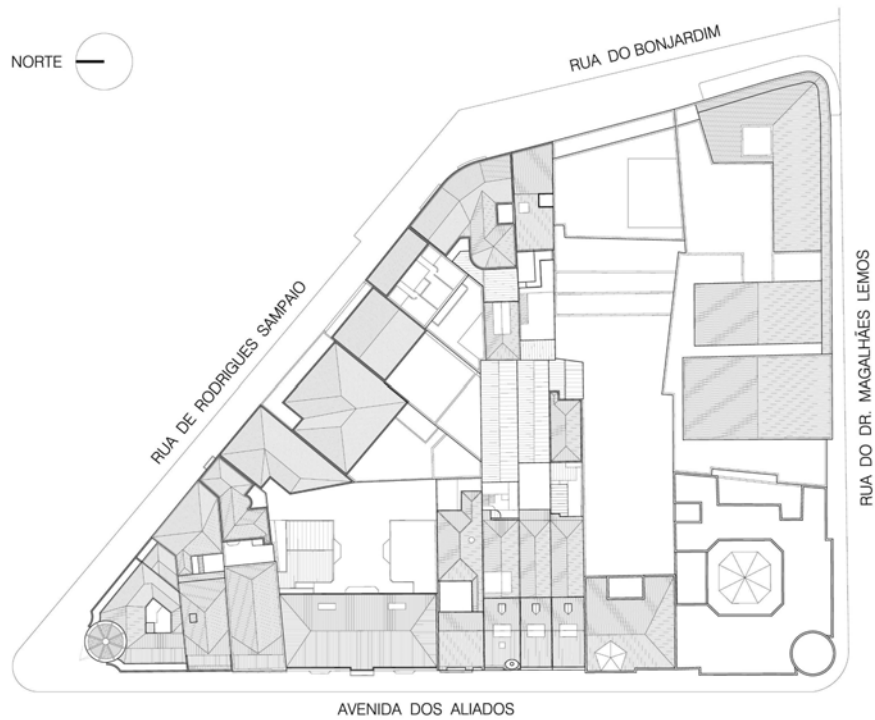 NORTE
RUA DO BONJARDIM
RUA DE RODRIGUES SAMPAIO
RUA DO DR. MAGALHÃES LEMOS
AVENIDA DOS ALIADOS